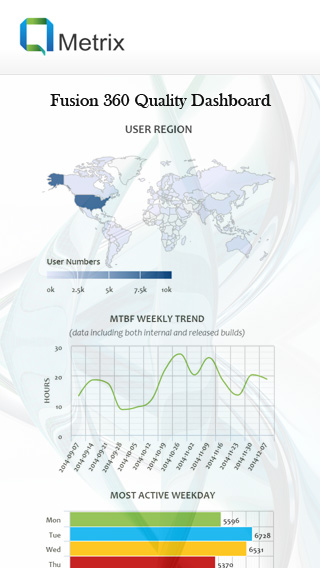 Metrix
Fusion 360 Quality Dashboard
USER REGION
User Numbers
0k 2.5k 5k 7.5k 10k
MTBF WEEKLY TREND
(data including both internal and released builds)
30
20
10
0
HOURS
2014-09-07 2014-09-14 2014-09-21 2014-09-28 2014-10-05 2014-10-12 2014-10-19 2014-10-26 2014-11-02 2014-11-09 2014-11-16 2014-11-23 2014-11-30 2014-12-07
MOST ACTIVE WEEKDAY
Mon 5596
Tue 6728
Wed 6531
Thu 5370